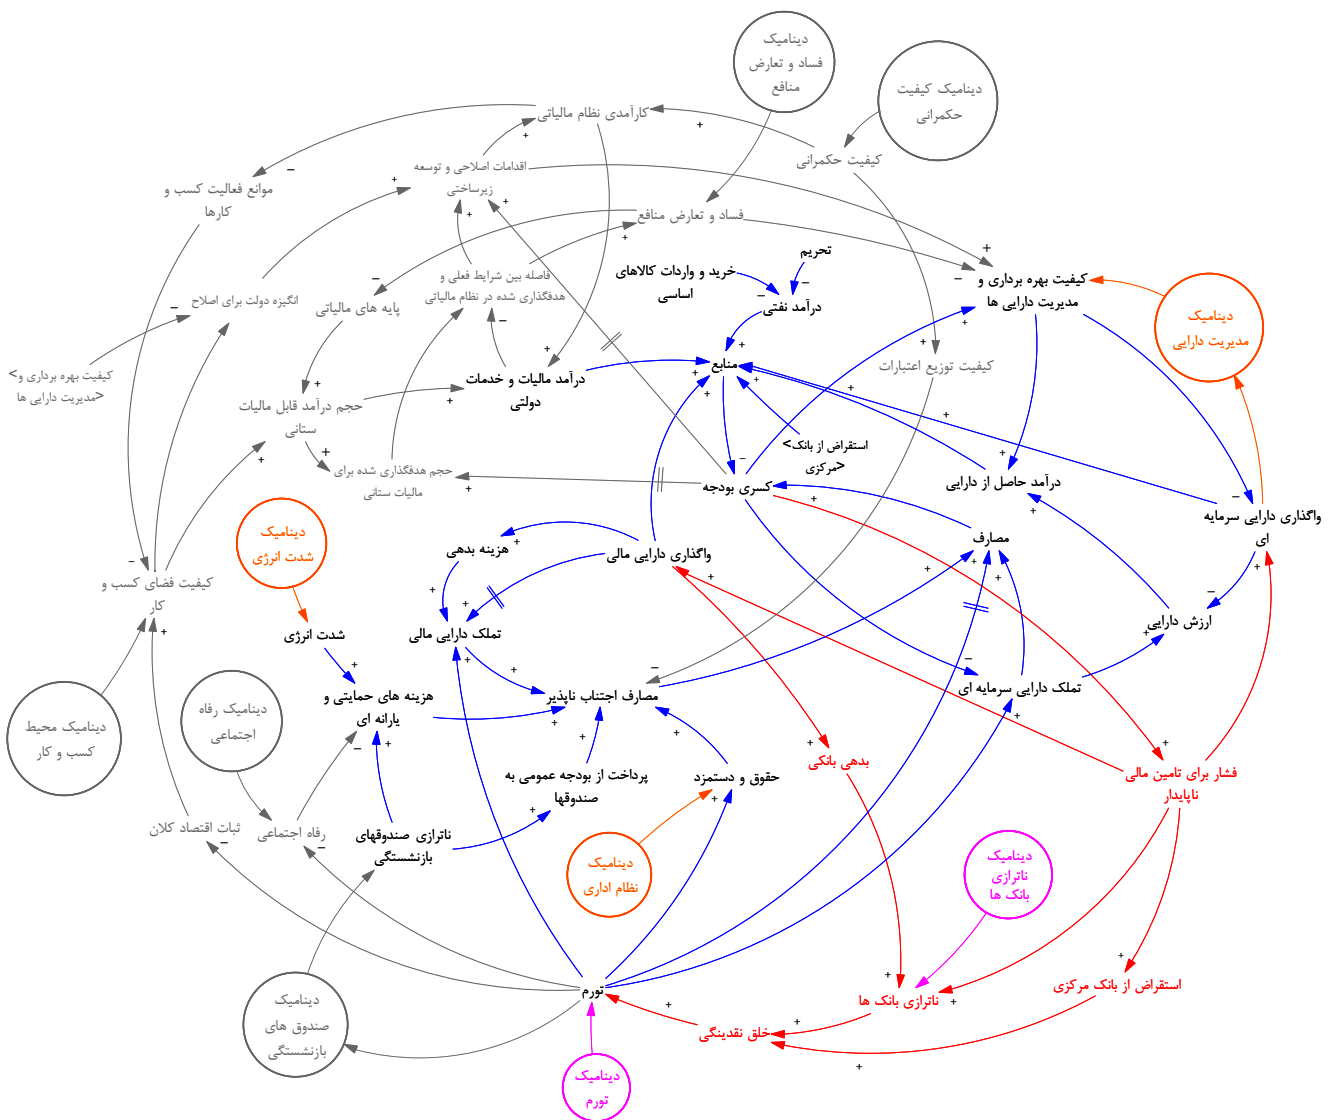 دینامیک
فساد و تعارض
منافع
دینامیک کیفیت
حکمرانی
کارآمدی نظام مالیاتی
کیفیت حکمرانی
اقدامات اصلاحی و توسعه
زیرساختی
موانع فعالیت کسب و
کارها
فساد و تعارض منافع
تحریم
خرید و واردات کالاهای
اساسی
درآمد نفتی
کیفیت بهره برداری و
مدیریت دارایی ها
دینامیک
مدیریت دارایی
فاصله بین شرایط فعلی و
هدفگذاری شده در نظام مالیاتی
انگیزه دولت برای اصلاح
پایه های مالیاتی
منابع
کیفیت توزیع اعتبارات
<کیفیت بهره برداری و
مدیریت دارایی ها>
درآمد مالیات و خدمات
دولتی
حجم درآمد قابل مالیات
ستانی
<استقراض از بانک
مرکزی>
حجم هدفگذاری شده برای
مالیات ستانی
کسری بودجه
درآمد حاصل از دارایی
واگذاری دارایی سرمایه
ای
دینامیک
شدت انرژی
هزینه بدهی
واگذاری دارایی مالی
مصارف
کیفیت فضای کسب و
کار
شدت انرژی
تملک دارایی مالی
ارزش دارایی
دینامیک محیط
کسب و کار
دینامیک رفاه
اجتماعی
هزینه های حمایتی و
یارانه ای
مصارف اجتناب ناپذیر
تملک دارایی سرمایه ای
پرداخت از بودجه عمومی به
صندوقها
حقوق و دستمزد
بدهی بانکی
فشار برای تامین مالی
ناپایدار
ثبات اقتصاد کلان
رفاه اجتماعی
ناترازی صندوقهای
بازنشستگی
دینامیک
نظام اداری
دینامیک
ناترازی
بانک ها
دینامیک
صندوق های
بازنشستگی
تورم
ناترازی بانک ها
استقراض از بانک مرکزی
خلق نقدینگی
دینامیک
تورم